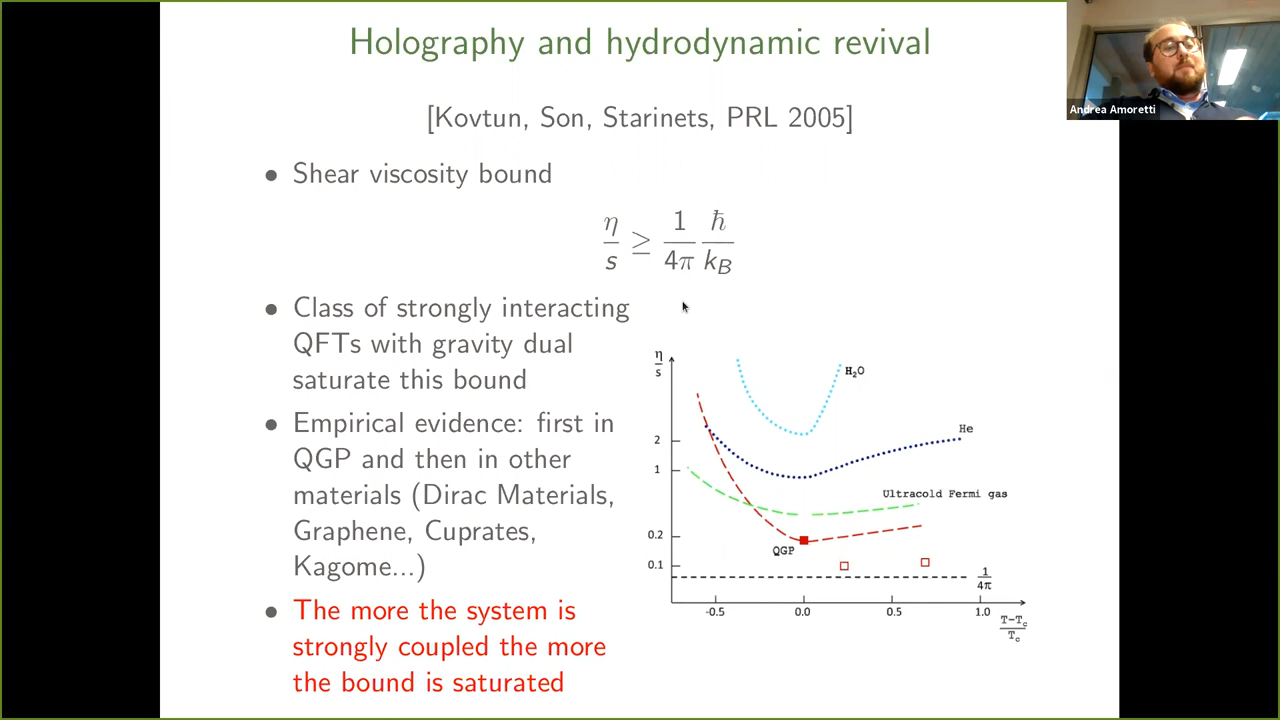 Holography and hydrodynamic revival
Andrea Amoretti
[Kovtun, Son, Starinets, PRL 2005]
• Shear viscosity bound
η/s ≥ 1/4π ħ/k_B
• Class of strongly interacting
QFTs with gravity dual
saturate this bound
• Empirical evidence: first in
QGP and then in other
materials (Dirac Materials,
Graphene, Cuprates,
Kagome...)
• The more the system is
strongly coupled the more
the bound is saturated
η/s
H₂O
He
2
1
Ultracold Fermi gas
0.2
QGP
0.1
1/4π
-0.5
0.0
0.5
1.0
T-T_c/T_c